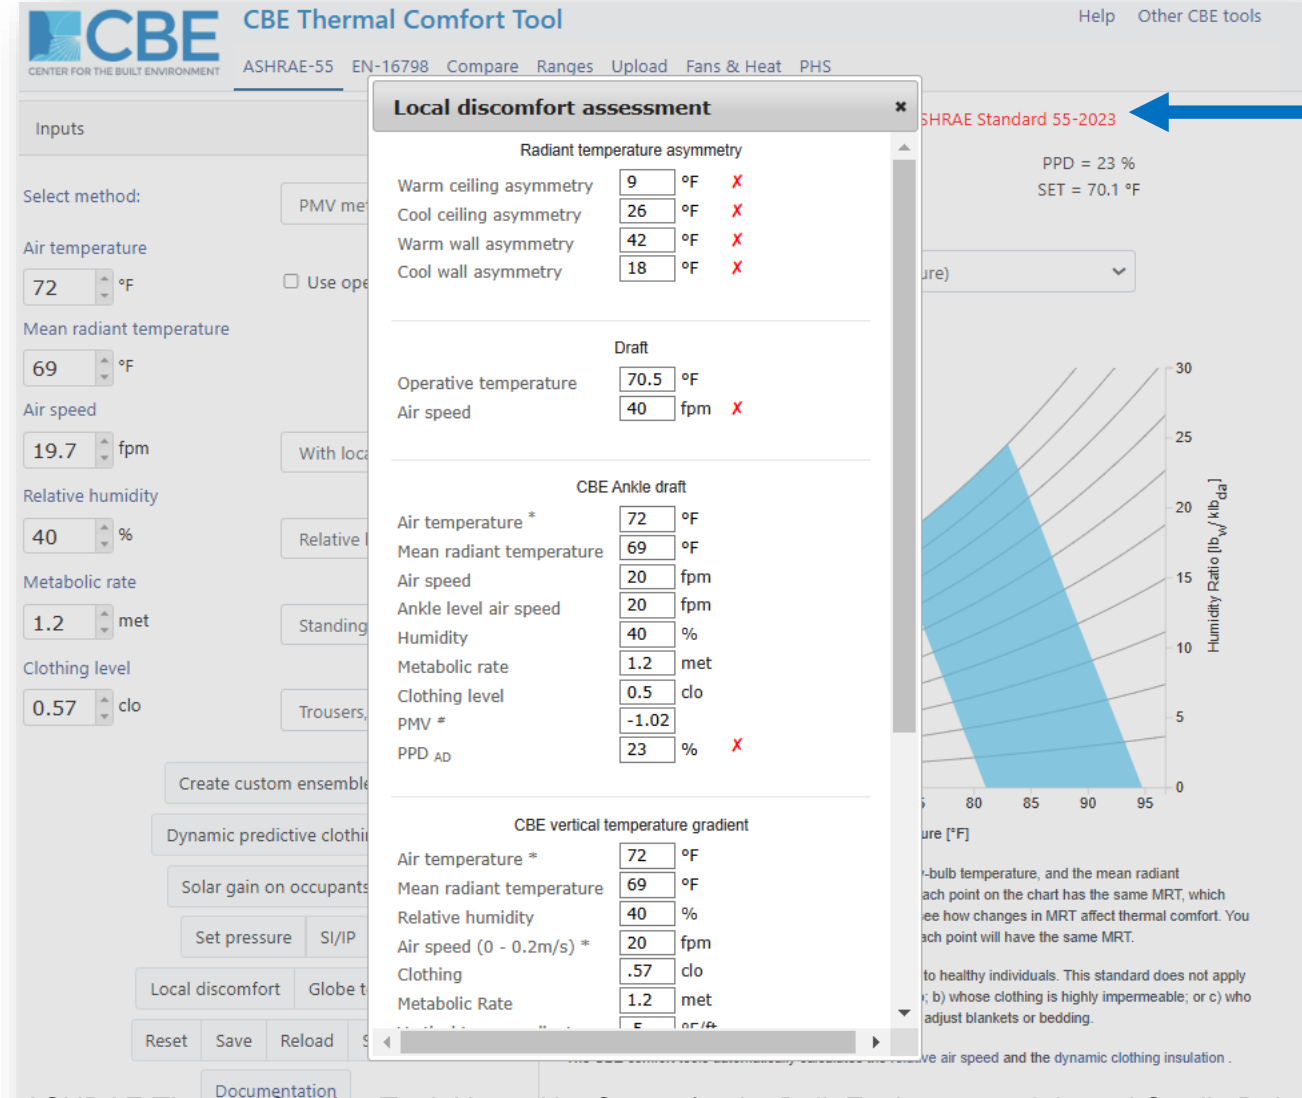 CBE
CENTER FOR THE BUILT ENVIRONMENT
CBE Thermal Comfort Tool
Help Other CBE tools
ASHRAE-55 EN-16798 Compare Ranges Upload Fans & Heat PHS
Inputs
Select method:
PMV me
Air temperature
72 °F
Use ope
Mean radiant temperature
69 °F
Air speed
19.7 fpm
With loca
Relative humidity
40 %
Relative
Metabolic rate
1.2 met
Standing
Clothing level
0.57 clo
Trousers,
Create custom ensemble
Dynamic predictive clothi
Solar gain on occupants
Set pressure SI/IP
Local discomfort Globe t
Reset Save Reload S
Documentation
Local discomfort assessment ✖
Radiant temperature asymmetry
Warm ceiling asymmetry 9 ºF ✗
Cool ceiling asymmetry 26 ºF ✗
Warm wall asymmetry 42 ºF ✗
Cool wall asymmetry 18 ºF ✗
Draft
Operative temperature 70.5 ºF
Air speed 40 fpm ✗
CBE Ankle draft
Air temperature * 72 ºF
Mean radiant temperature 69 ºF
Air speed 20 fpm
Ankle level air speed 20 fpm
Humidity 40 %
Metabolic rate 1.2 met
Clothing level 0.5 clo
PMV # -1.02
PPD AD 23 % ✗
CBE vertical temperature gradient
Air temperature * 72 ºF
Mean radiant temperature 69 ºF
Relative humidity 40 %
Air speed (0 - 0.2m/s) * 20 fpm
Clothing .57 clo
Metabolic Rate 1.2 met
SHRAE Standard 55-2023
PPD = 23 %
SET = 70.1 °F
ure)
30
25
20
15
10
5
0
Humidity Ratio [lbw/ klbda]
80 85 90 95
ure [°F]
-bulb temperature, and the mean radiant
ach point on the chart has the same MRT, which
ee how changes in MRT affect thermal comfort. You
ach point will have the same MRT.
to healthy individuals. This standard does not apply
; b) whose clothing is highly impermeable; or c) who
adjust blankets or bedding.
ive air speed and the dynamic clothing insulation .